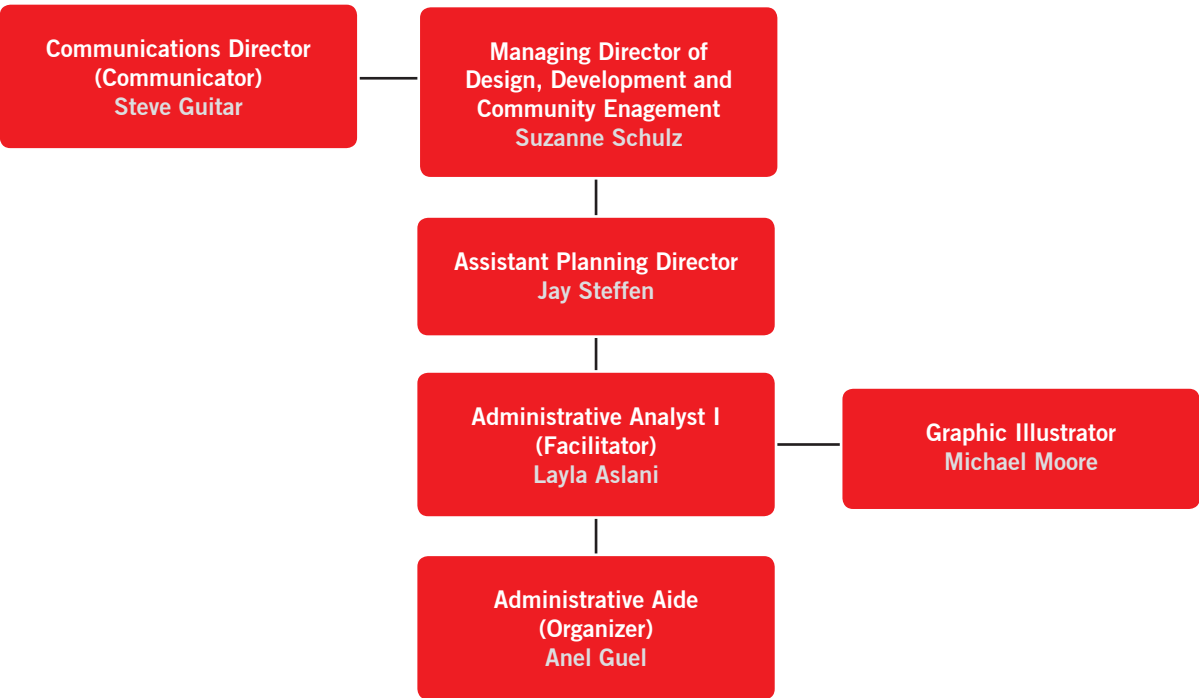 Communications Director
(Communicator)
Steve Guitar
Managing Director of
Design, Development and
Community Enagement
Suzanne Schulz
Assistant Planning Director
Jay Steffen
Administrative Analyst I
(Facilitator)
Layla Aslani
Graphic Illustrator
Michael Moore
Administrative Aide
(Organizer)
Anel Guel